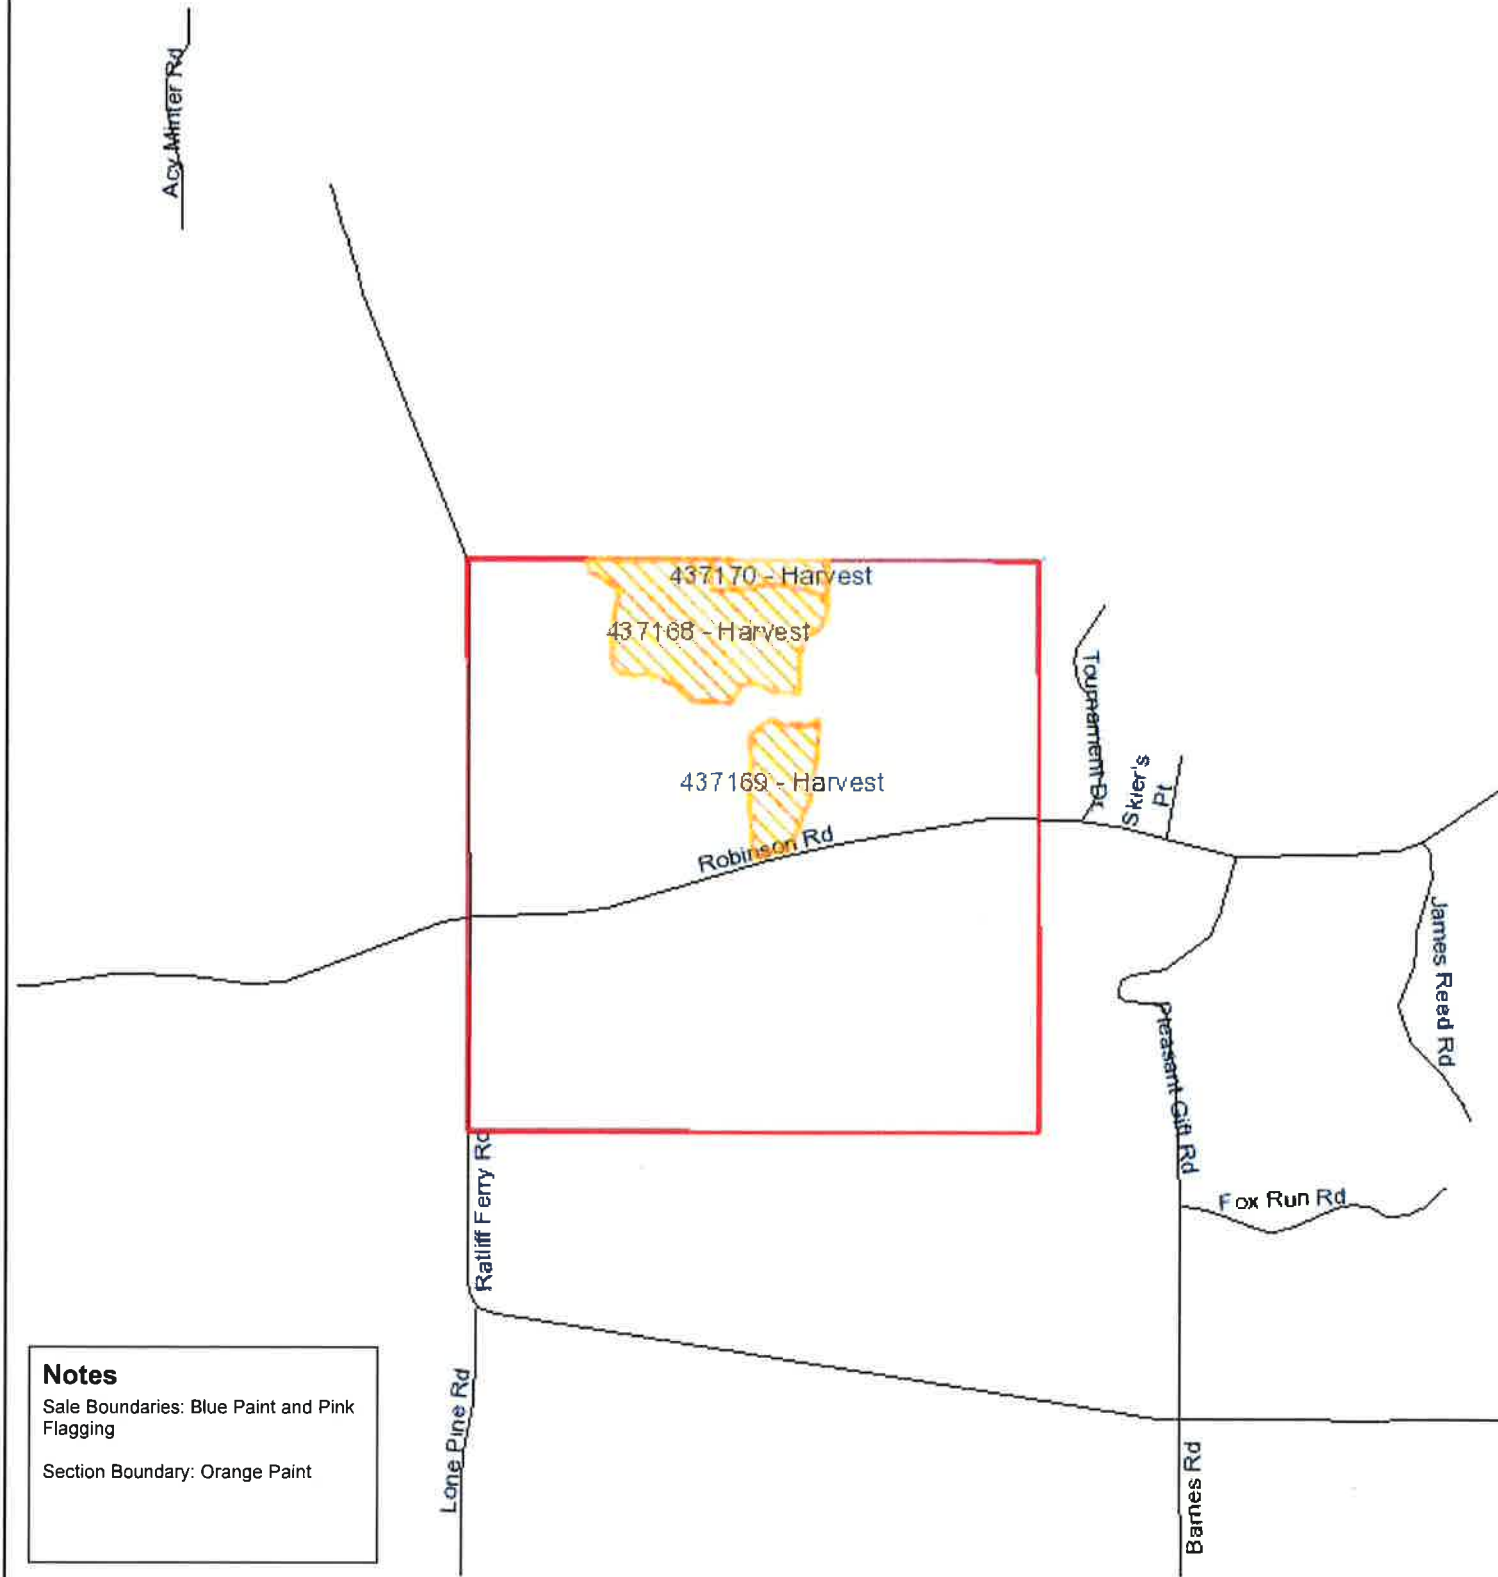 Acy Minter Rd
437170 - Harvest
437168 - Harvest
437169 - Harvest
Robinson Rd
Tournament Dr
Skier's
Pt
James Reed Rd
Pleasant Gift Rd
Fox Run Rd
Ratliff Ferry Rd
Lone Pine Rd
Barnes Rd
Notes
Sale Boundaries: Blue Paint and Pink
Flagging
Section Boundary: Orange Paint